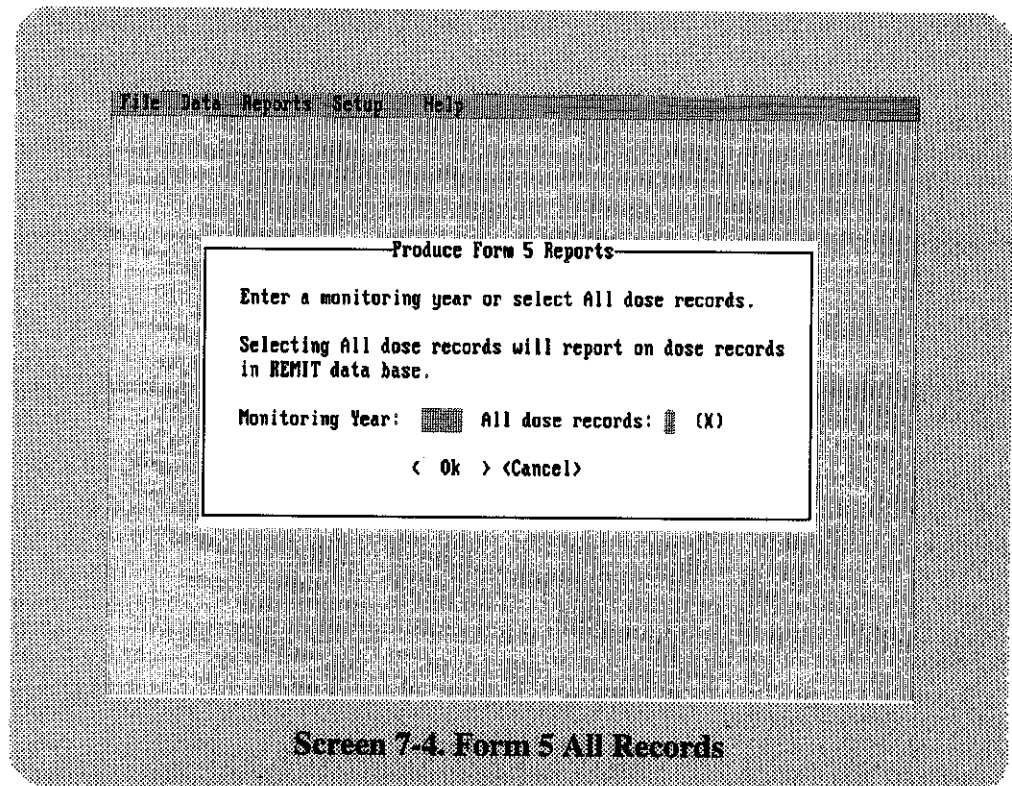 File Data Reports Setup Help
Produce Form 5 Reports
Enter a monitoring year or select All dose records.
Selecting All dose records will report on dose records
in REMIT data base.
Monitoring Year: All dose records: (X)
< Ok > <Cancel>
Screen 7-4. Form 5 All Records